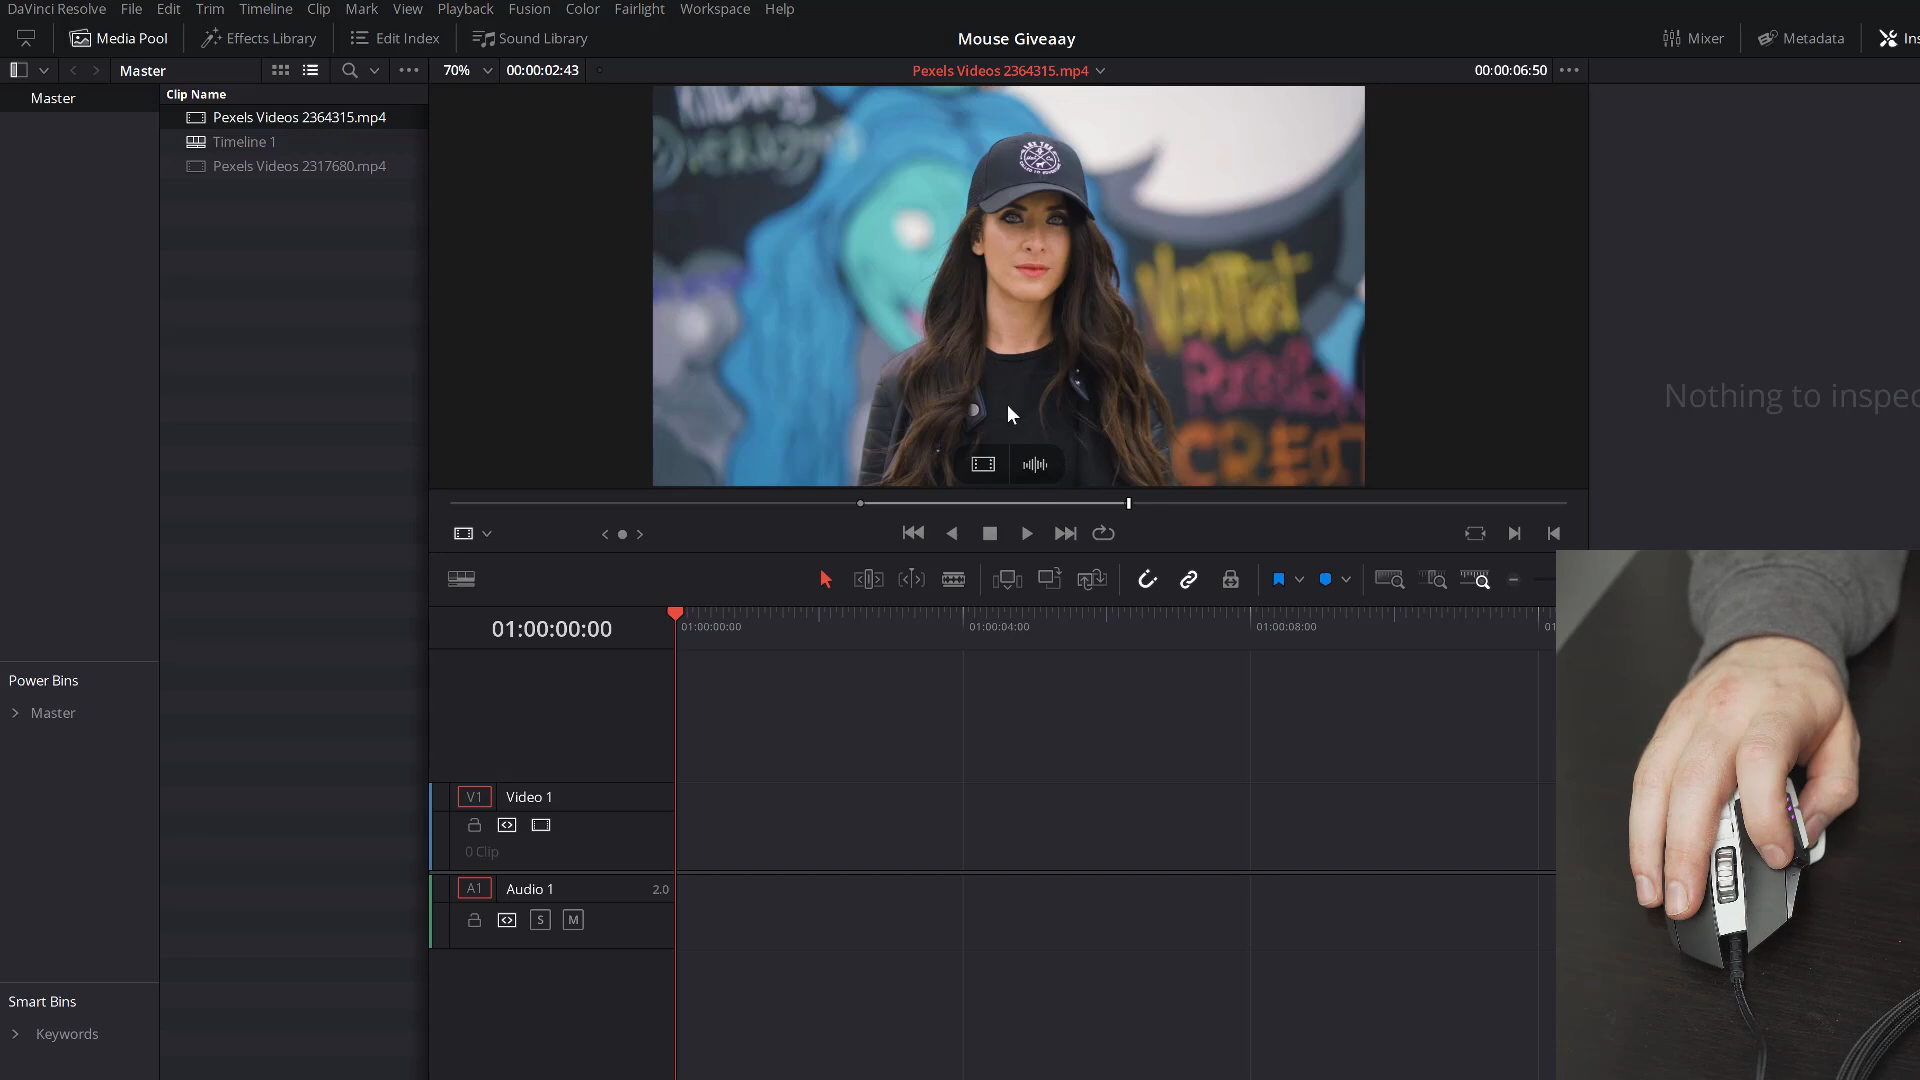 DaVinci Resolve File Edit Trim Timeline Clip Mark View Playback Fusion Color Fairlight Workspace Help
Media Pool Effects Library Edit Index Sound Library Mouse Giveaay Mixer Metadata Ins
Master 70% 00:00:02:43 Pexels Videos 2364315.mp4 00:00:06:50
Master
Clip Name
Pexels Videos 2364315.mp4
Timeline 1
Pexels Videos 2317680.mp4
Nothing to inspec
01:00:00:00
01:00:00:00 01:00:04:00 01:00:08:00 01
Power Bins
Master
V1 Video 1
0 Clip
A1 Audio 1 2.0
S M
Smart Bins
Keywords